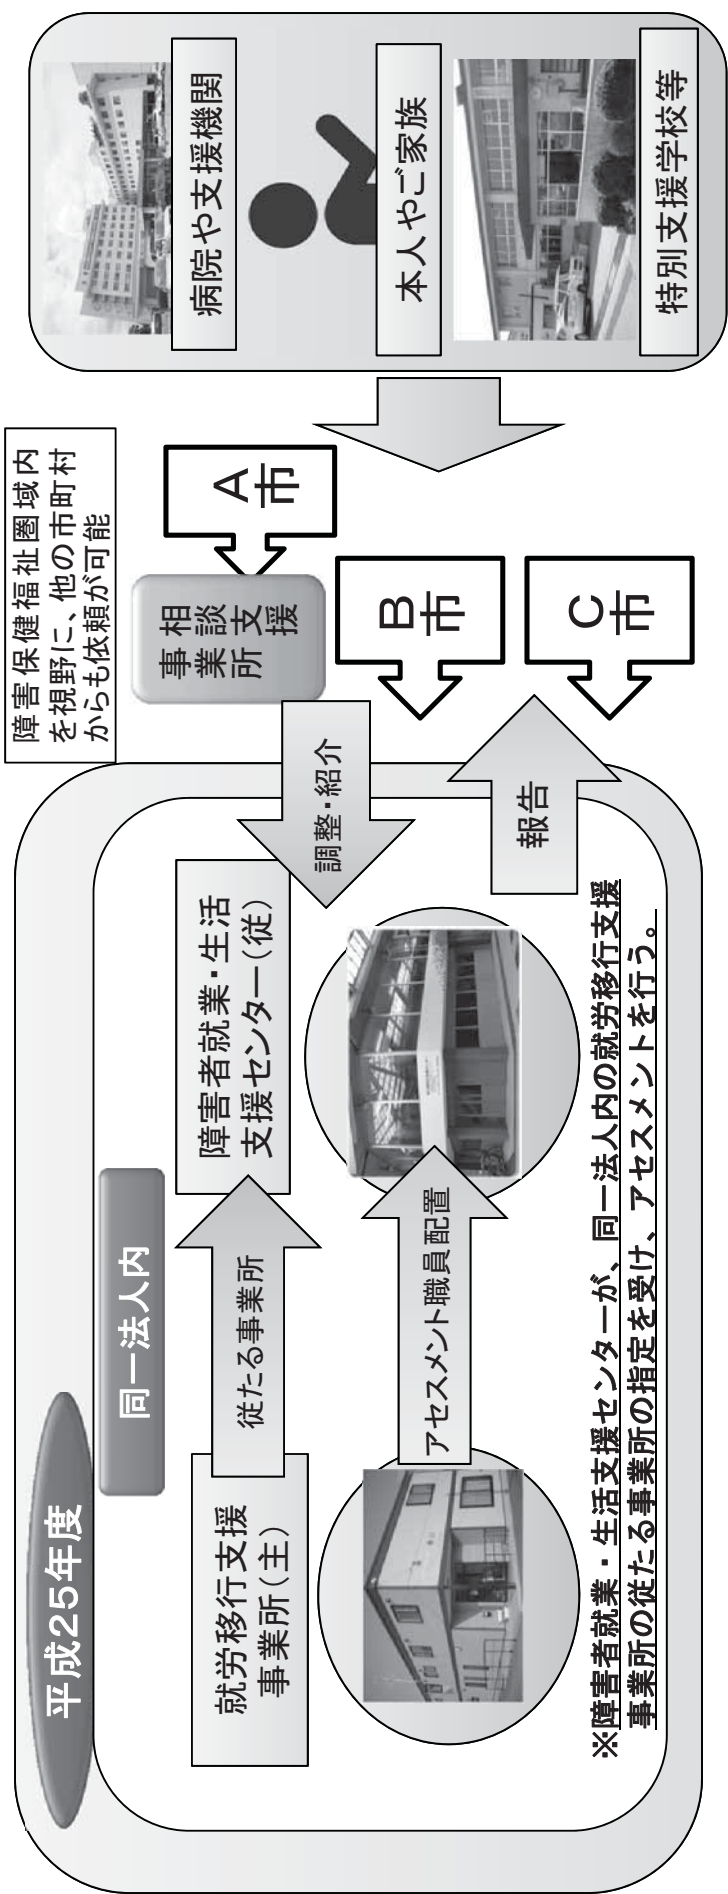 平成25年度
同一法人内
就労移行支援
事業所（主）
従たる事業所
障害者就業・生活
支援センター（従）
アセスメント職員配置
※障害者就業・生活支援センターが、同一法人内の就労移行支援
事業所の従たる事業所の指定を受け、アセスメントを行う。
調整・紹介
報告
障害保健福祉圏域内
を視野に、他の市町村
からも依頼が可能
相談支援
事業所
A
市
B
市
C
市
病院や支援機関
本人やご家族
特別支援学校等